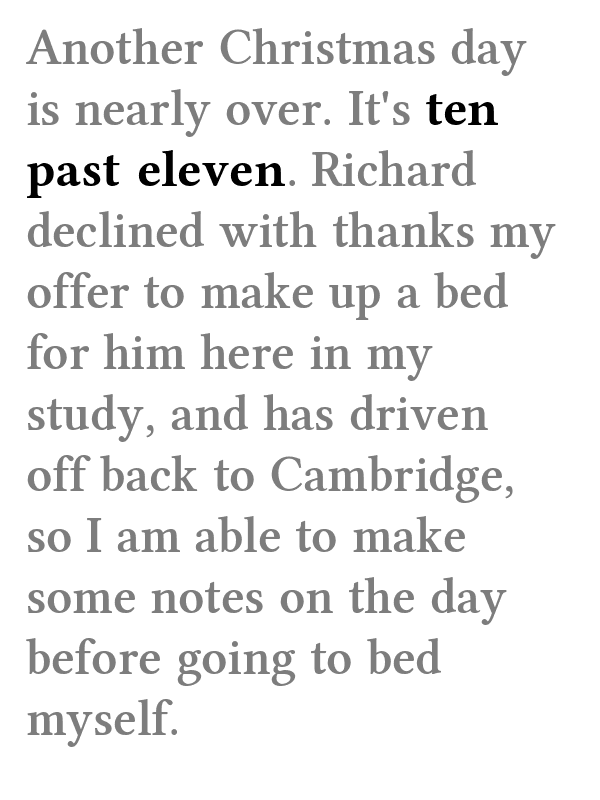 Another Christmas day
is nearly over. It's ten
past eleven. Richard
declined with thanks my
offer to make up a bed
for him here in my
study, and has driven
off back to Cambridge,
so I am able to make
some notes on the day
before going to bed
myself.